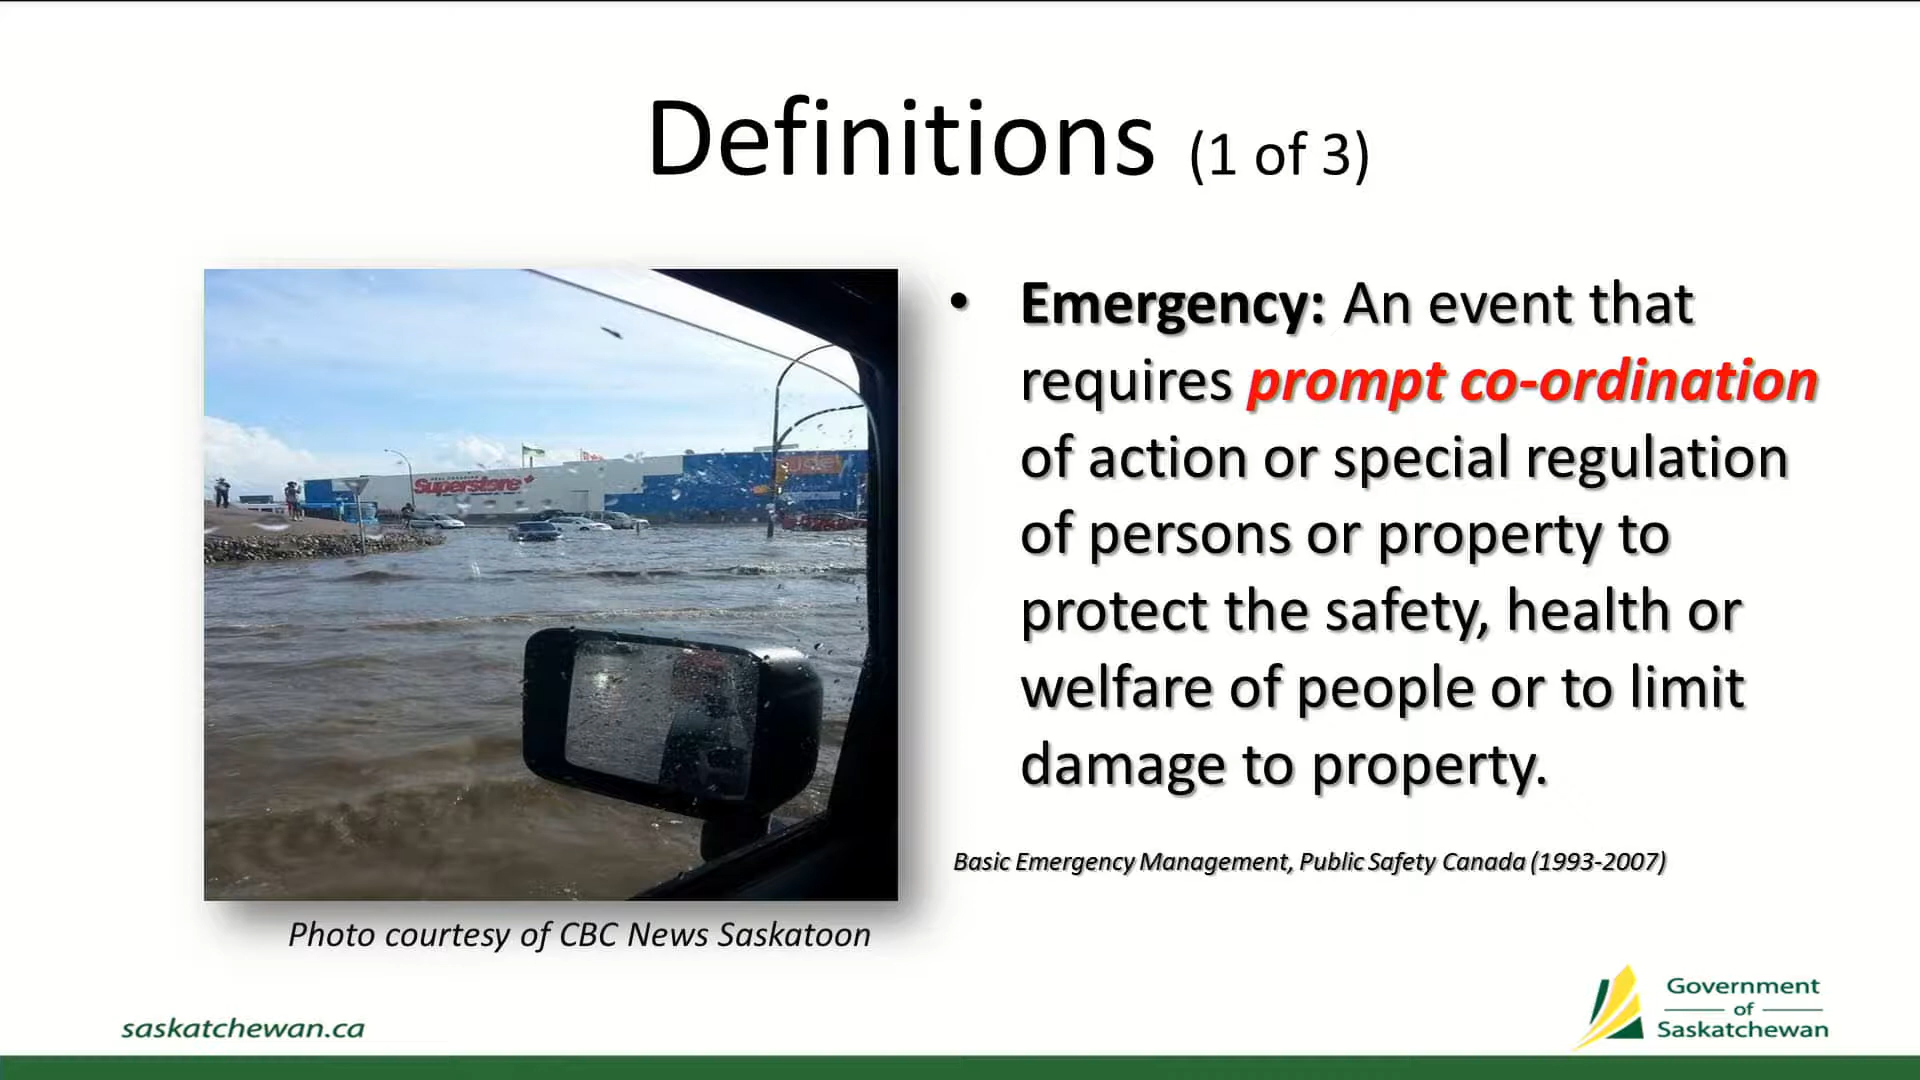 Definitions (1 of 3)
Superstore
• Emergency: An event that
requires prompt co-ordination
of action or special regulation
of persons or property to
protect the safety, health or
welfare of people or to limit
damage to property.
Basic Emergency Management, Public Safety Canada (1993-2007)
Photo courtesy of CBC News Saskatoon
saskatchewan.ca
Government
of
Saskatchewan